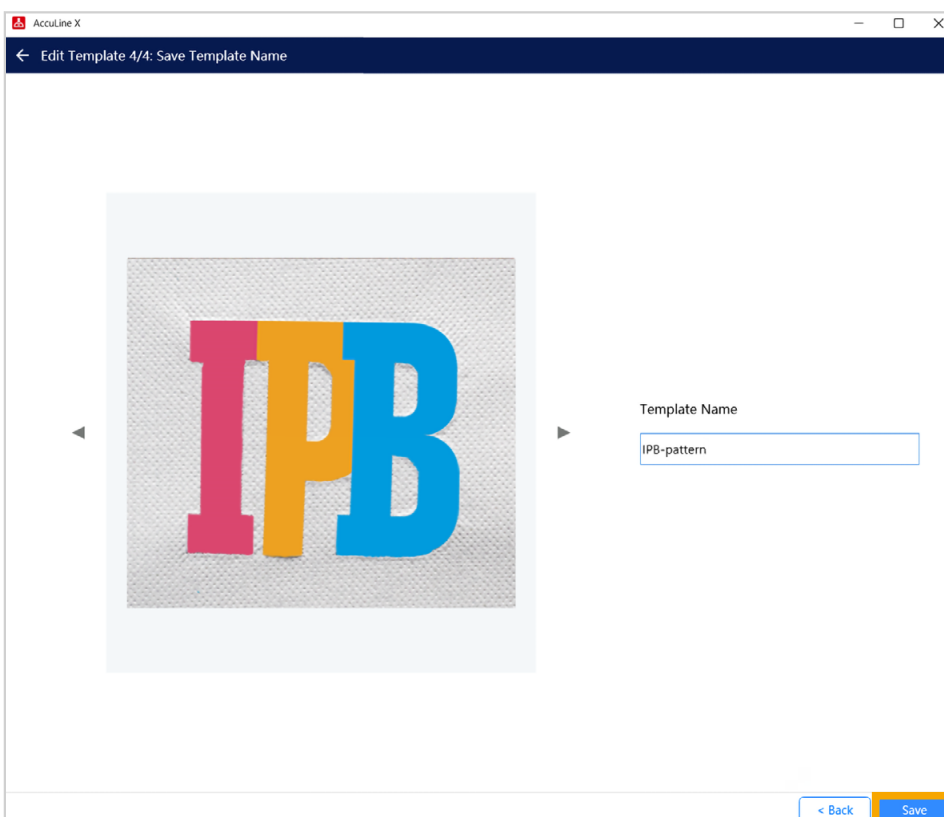 AccuLine X
Edit Template 4/4: Save Template Name
IPB
Template Name
IPB-pattern
< Back
Save